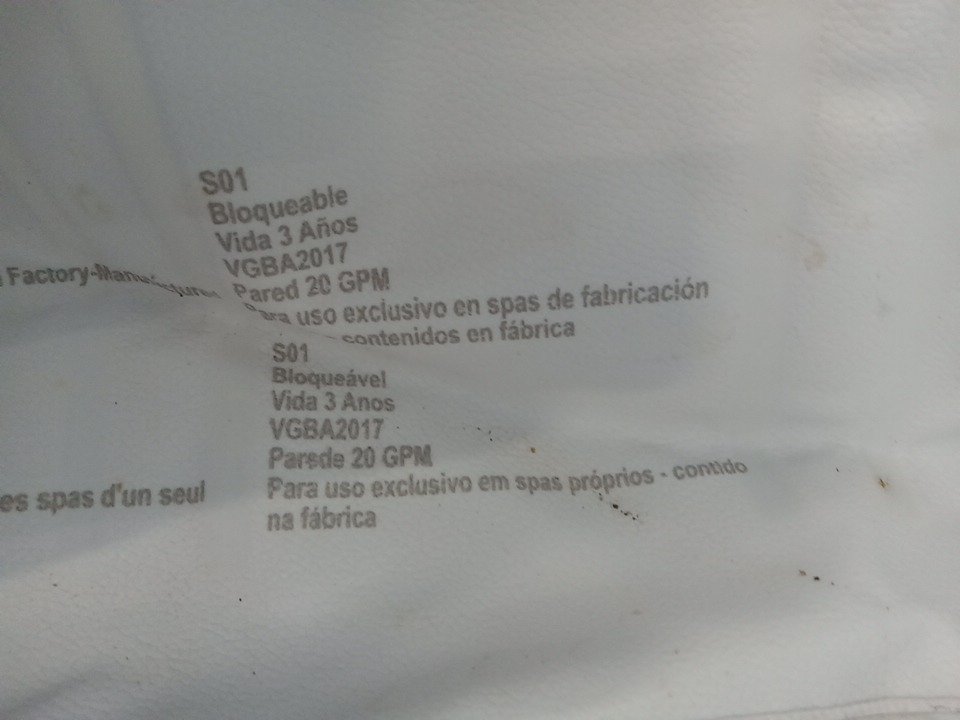 S01
Bloqueable
Vida 3 Años
VGBA2017
Pared 20 GPM
Para uso exclusivo en spas de fabricación
contenidos en fábrica
Factory-Manufactured
S01
Bloqueável
Vida 3 Anos
VGBA2017
Parede 20 GPM
Para uso exclusivo em spas próprios - contido
na fábrica
es spas d'un seul